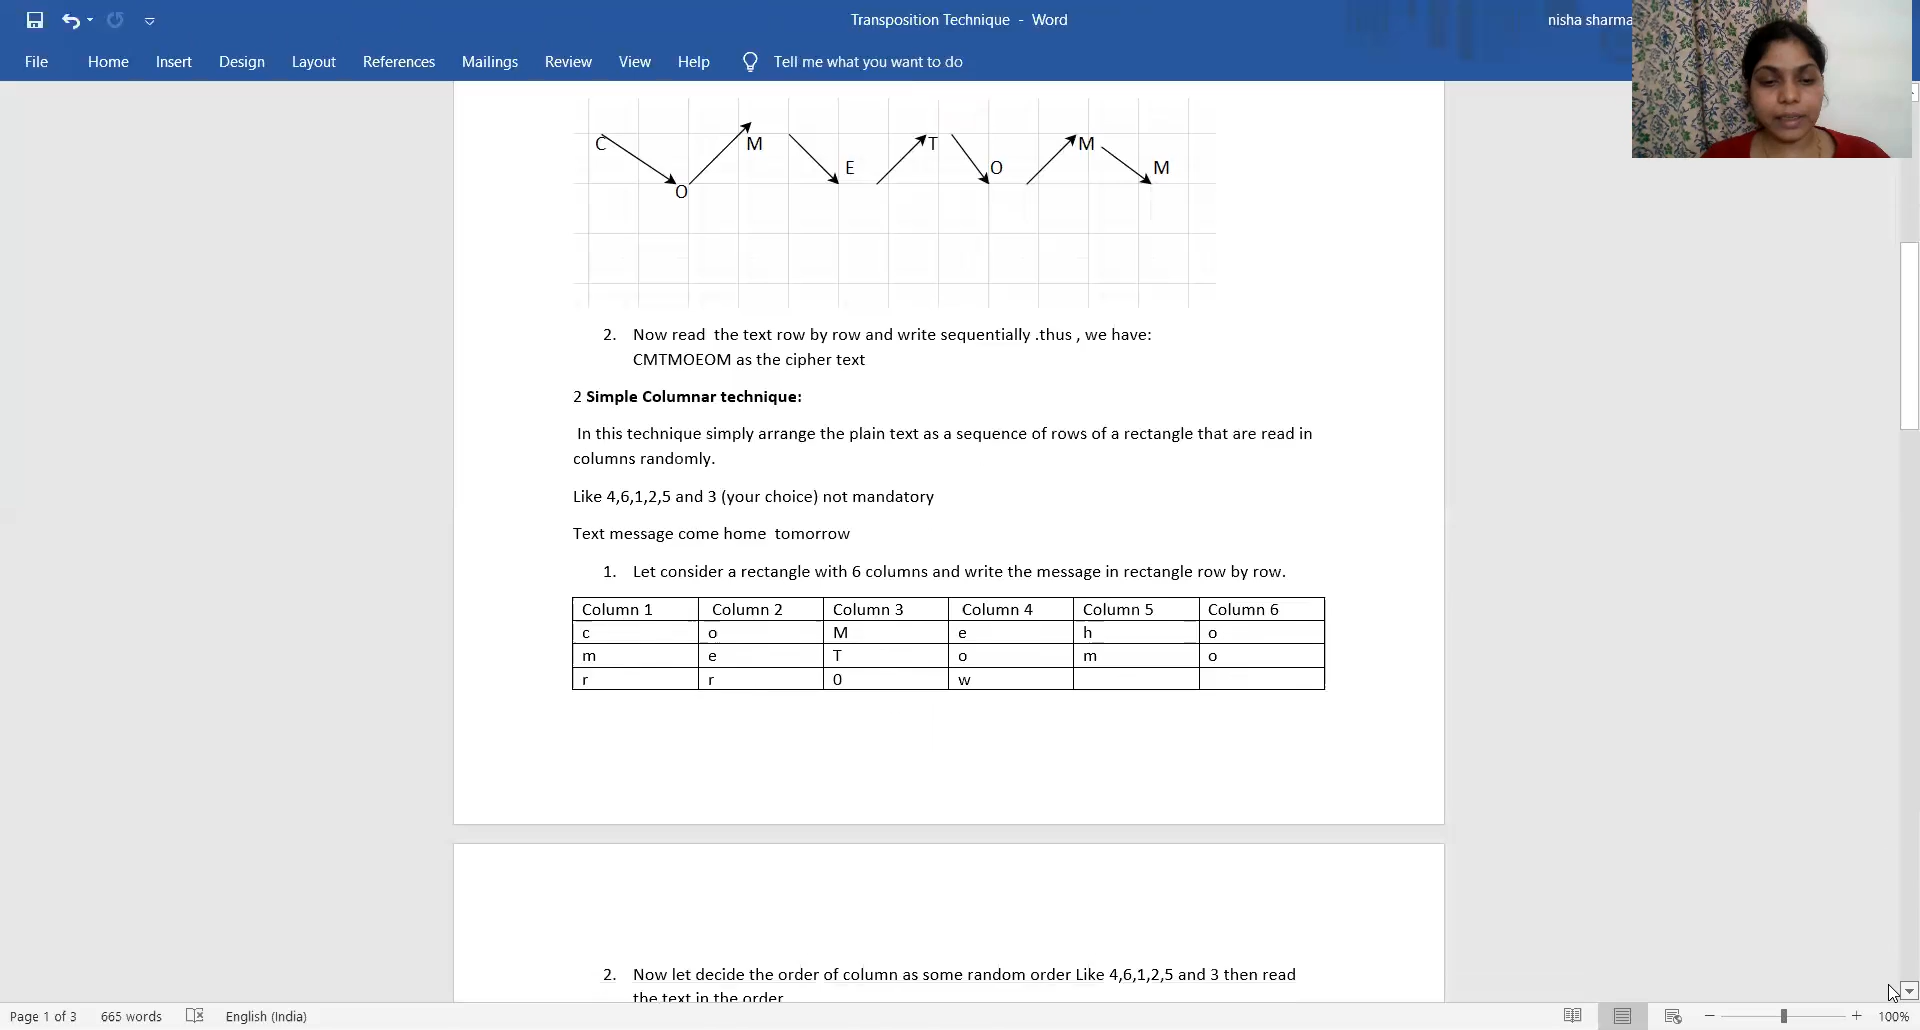 Transposition Technique - Word
nisha sharma
File Home Insert Design Layout References Mailings Review View Help Tell me what you want to do
C M T M
E O M
O
2. Now read the text row by row and write sequentially .thus , we have:
CMTMOEOM as the cipher text
2 Simple Columnar technique:
In this technique simply arrange the plain text as a sequence of rows of a rectangle that are read in
columns randomly.
Like 4,6,1,2,5 and 3 (your choice) not mandatory
Text message come home tomorrow
1. Let consider a rectangle with 6 columns and write the message in rectangle row by row.
Column 1 Column 2 Column 3 Column 4 Column 5 Column 6
c o M e h o
m e T o m o
r r 0 w
2. Now let decide the order of column as some random order Like 4,6,1,2,5 and 3 then read
the text in the order
Page 1 of 3 665 words English (India) 100%